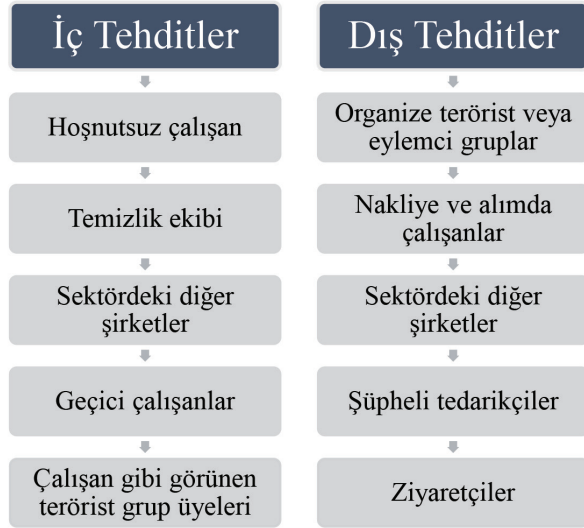 İç Tehditler
Hoşnutsuz çalışan
Temizlik ekibi
Sektördeki diğer
şirketler
Geçici çalışanlar
Çalışan gibi görünen
terörist grup üyeleri
Dış Tehditler
Organize terörist veya
eylemci gruplar
Nakliye ve alımda
çalışanlar
Sektördeki diğer
şirketler
Şüpheli tedarikçiler
Ziyaretçiler